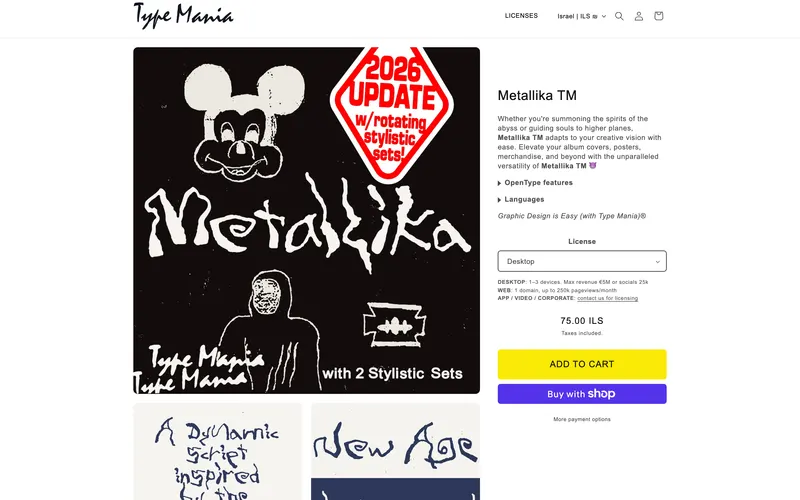 Type Mania
LICENSES
Israel | ILS ₪
2026
UPDATE
w/rotating
stylistic
sets!
Metallika
Type Mania
Type Mania
with 2 Stylistic Sets
A Dynamic
Script
inspired
by the
New Age
Metallika TM
Whether you're summoning the spirits of the
abyss or guiding souls to higher planes,
Metallika TM adapts to your creative vision with
ease. Elevate your album covers, posters,
merchandise, and beyond with the unparalleled
versatility of Metallika TM 😈
OpenType features
Languages
Graphic Design is Easy (with Type Mania)®
License
Desktop
DESKTOP: 1–3 devices. Max revenue €5M or socials 25k
WEB: 1 domain, up to 250k pageviews/month
APP / VIDEO / CORPORATE: contact us for licensing
75.00 ILS
Taxes included.
ADD TO CART
Buy with shop
More payment options